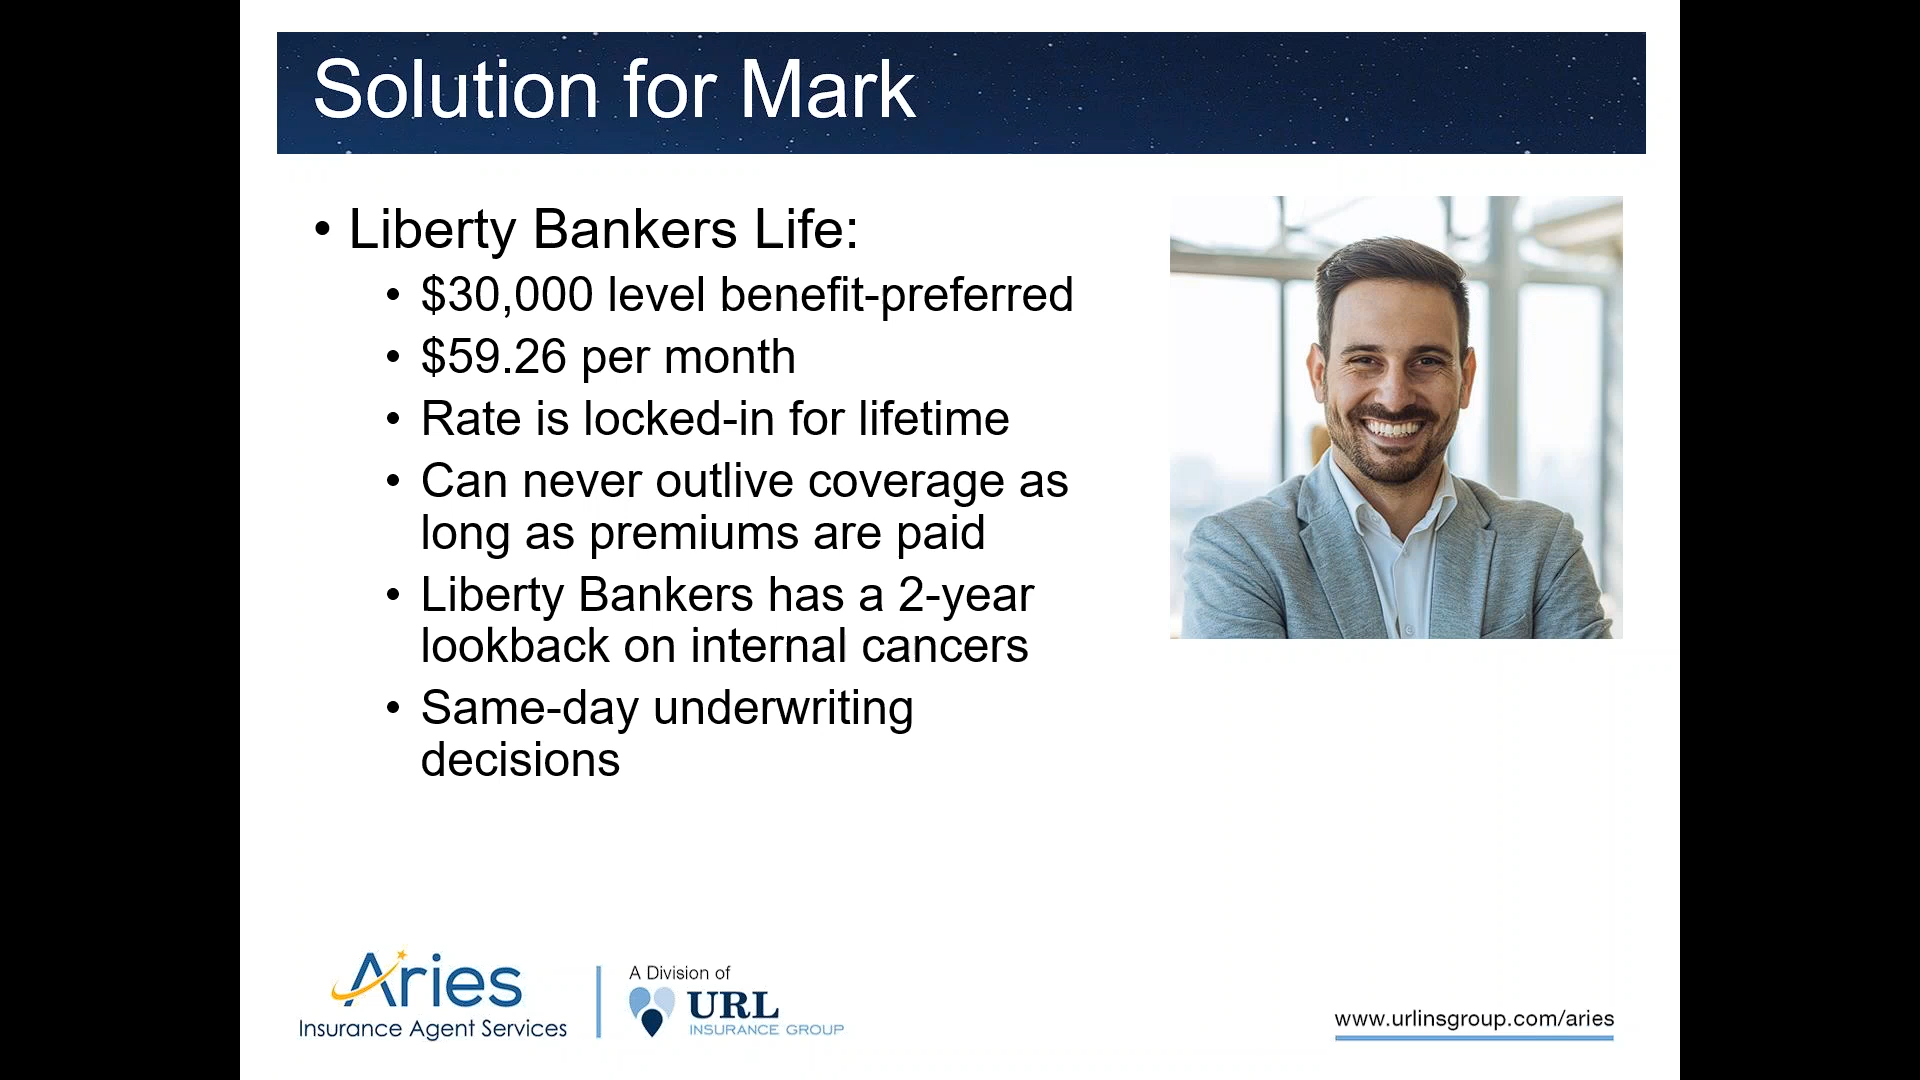 Solution for Mark
• Liberty Bankers Life:
• $30,000 level benefit-preferred
• $59.26 per month
• Rate is locked-in for lifetime
• Can never outlive coverage as
long as premiums are paid
• Liberty Bankers has a 2-year
lookback on internal cancers
• Same-day underwriting
decisions
Aries
Insurance Agent Services
A Division of
URL
INSURANCE GROUP
www.urlinsgroup.com/aries